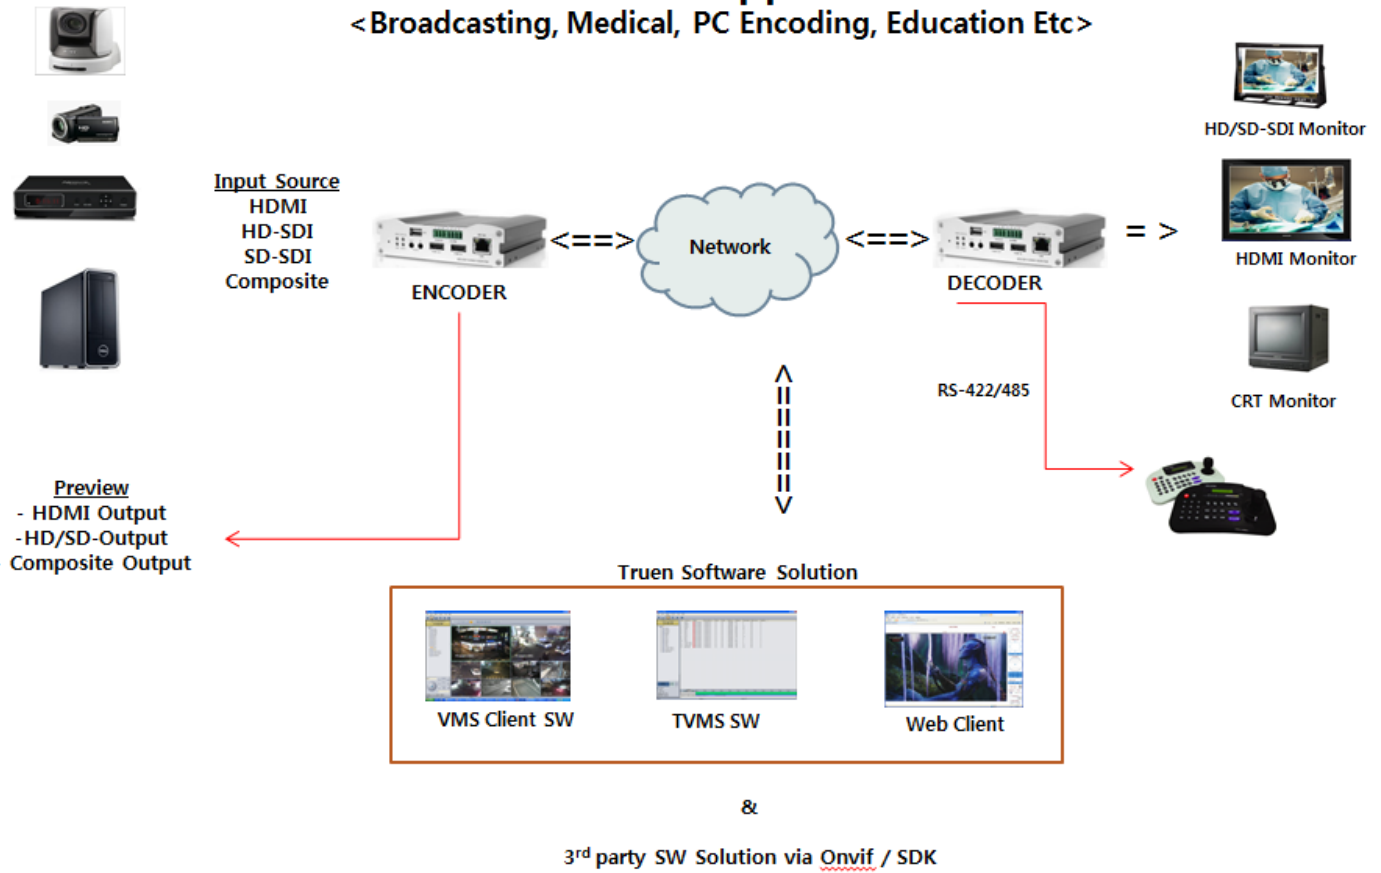 <Broadcasting, Medical, PC Encoding, Education Etc>
HD/SD-SDI Monitor
Input Source
HDMI
HD-SDI
SD-SDI
Composite
<==>
Network
<==>
= >
HDMI Monitor
ENCODER
DECODER
RS-422/485
CRT Monitor
Preview
- HDMI Output
-HD/SD-Output
Composite Output
<=====>
Truen Software Solution
VMS Client SW
TVMS SW
Web Client
&
3rd party SW Solution via Onvif / SDK